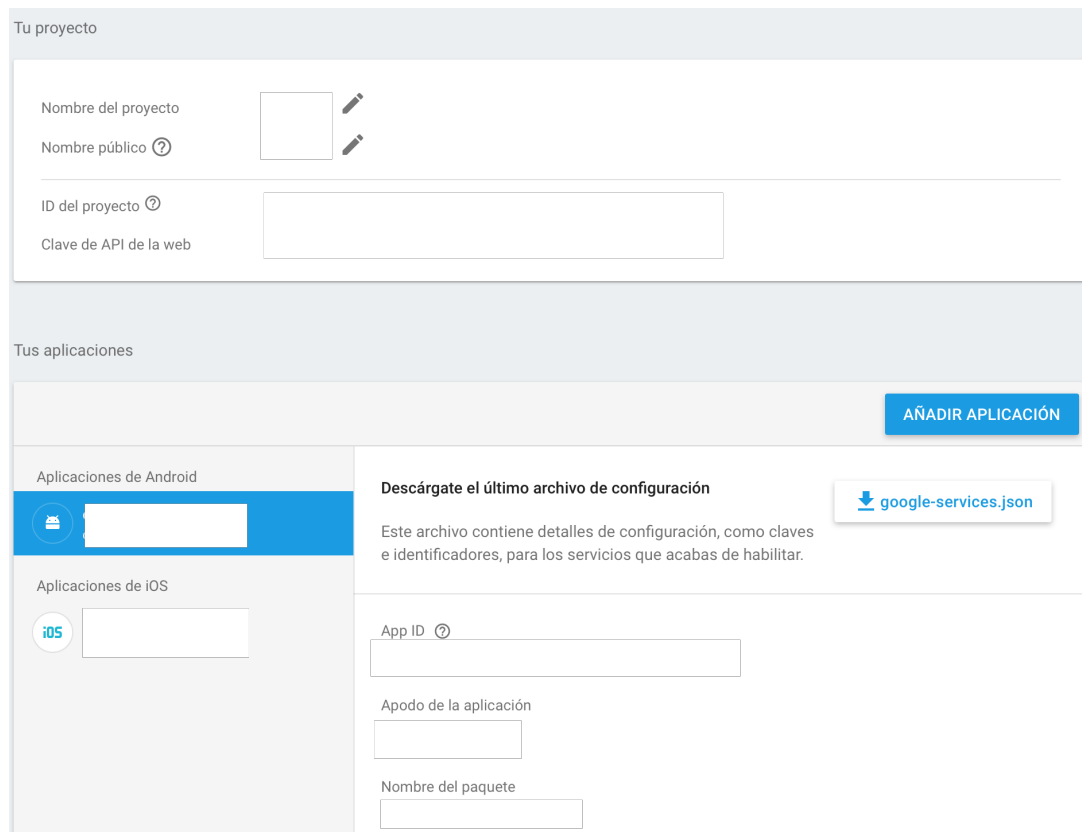 Tu proyecto
Nombre del proyecto
Nombre público
ID del proyecto
Clave de API de la web
Tus aplicaciones
AÑADIR APLICACIÓN
Aplicaciones de Android
Descárgate el último archivo de configuración
google-services.json
Este archivo contiene detalles de configuración, como claves
e identificadores, para los servicios que acabas de habilitar.
Aplicaciones de iOS
iOS
App ID
Apodo de la aplicación
Nombre del paquete